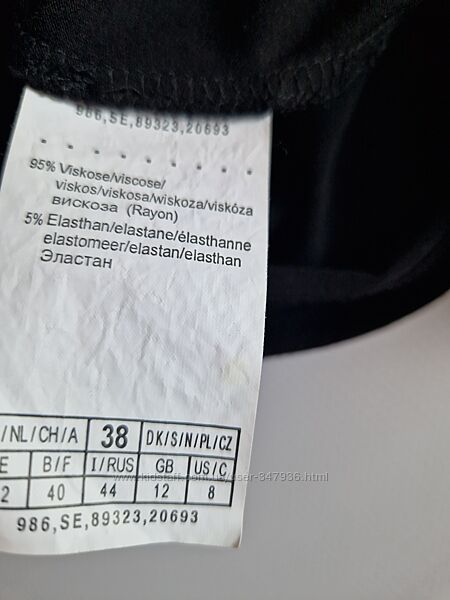 986,SE,89323,20693
95% Viskose/viscose/
viskos/viskosa/wiskoza/viskóza
вискоза (Rayon)
5% Elasthan/elastane/élasthanne
elastomeer/elastan/elasthan
Эластан
/NL/CH/A 38 DK/S/N/PL/CZ
E B/F I/RUS GB US/C
2 40 44 12 8
986,SE,89323,20693